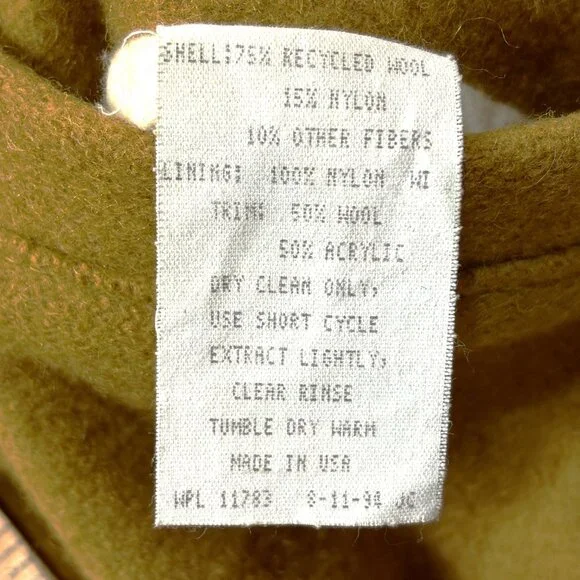 SHELL:75% RECYCLED WOOL
15% NYLON
10% OTHER FIBERS
LINING: 100% NYLON WI
TRIM: 50% WOOL
50% ACRYLIC
DRY CLEAN ONLY,
USE SHORT CYCLE
EXTRACT LIGHTLY,
CLEAR RINSE
TUMBLE DRY WARM
MADE IN USA
WPL 11783 8-11-94 JC